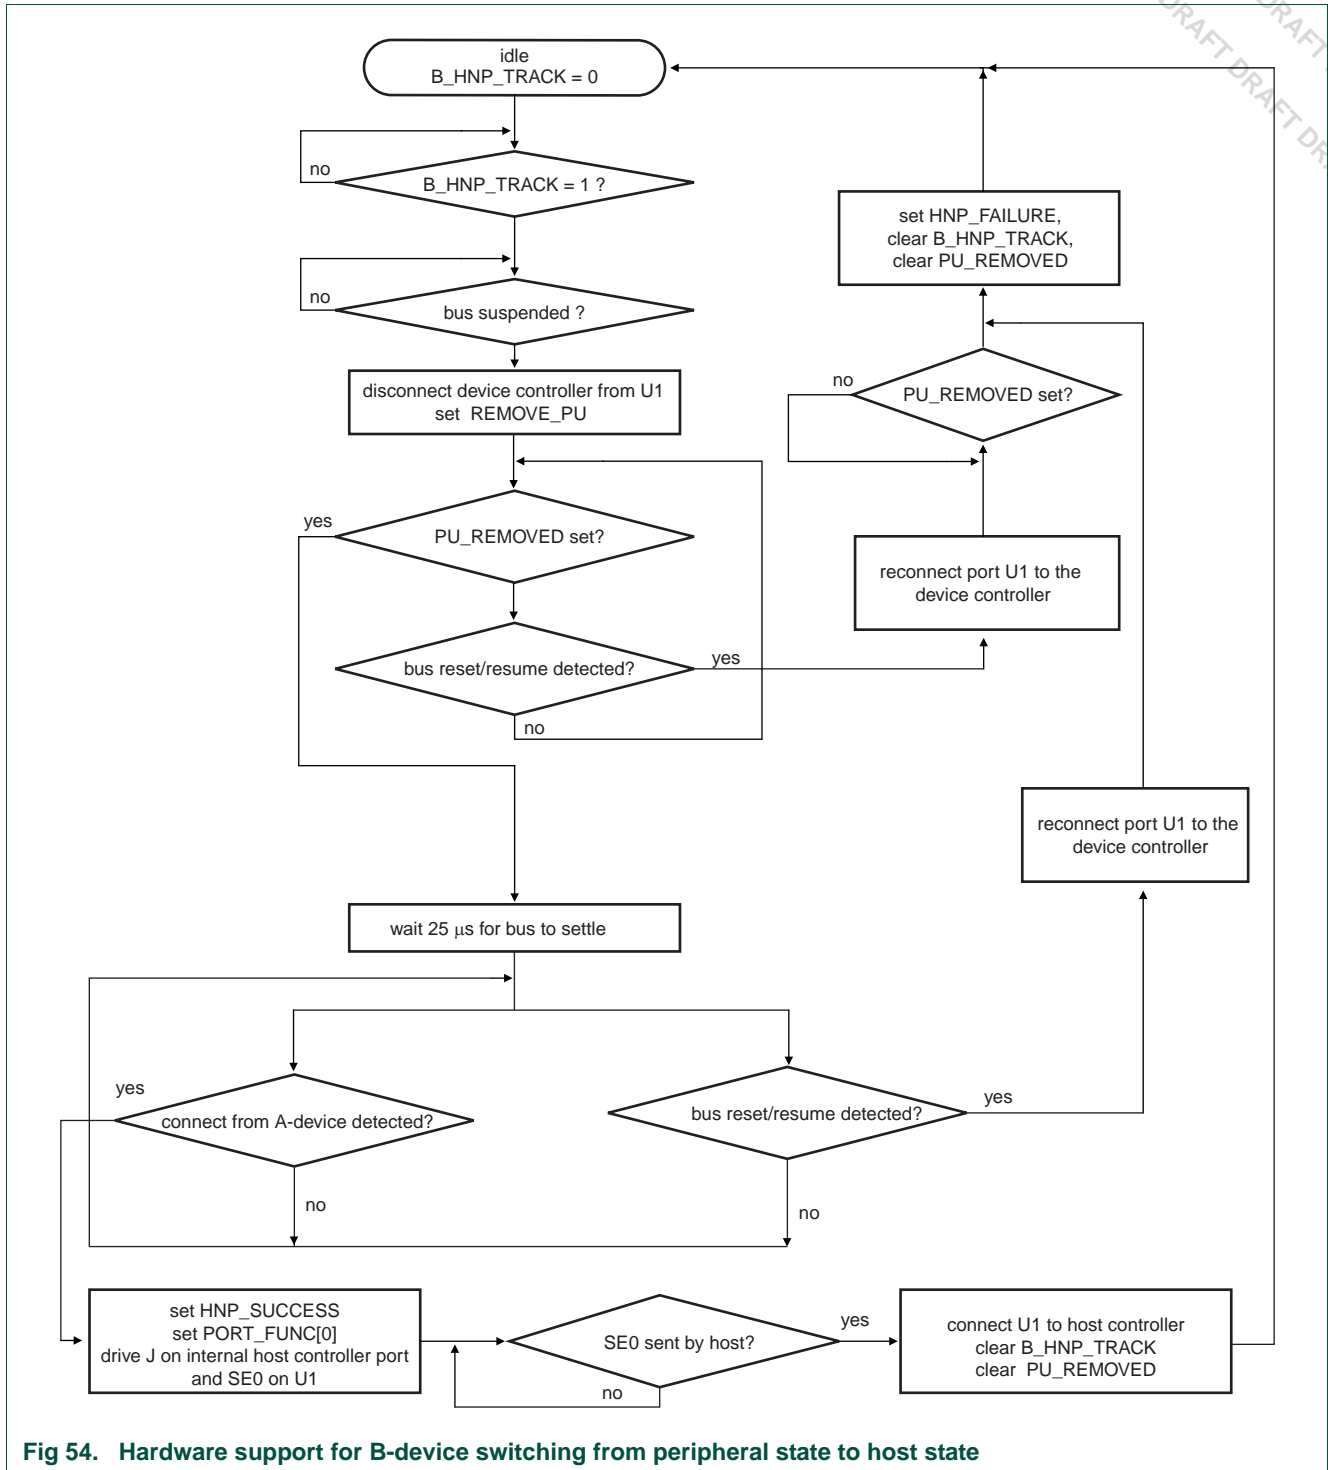 idle
B_HNP_TRACK = 0
no
B_HNP_TRACK = 1 ?
no
bus suspended ?
disconnect device controller from U1
set REMOVE_PU
yes
PU_REMOVED set?
bus reset/resume detected?
yes
no
set HNP_FAILURE,
clear B_HNP_TRACK,
clear PU_REMOVED
no
PU_REMOVED set?
reconnect port U1 to the
device controller
reconnect port U1 to the
device controller
wait 25 μs for bus to settle
yes
connect from A-device detected?
no
bus reset/resume detected?
yes
no
set HNP_SUCCESS
set PORT_FUNC[0]
drive J on internal host controller port
and SE0 on U1
SE0 sent by host?
no
yes
connect U1 to host controller
clear B_HNP_TRACK
clear PU_REMOVED
Fig 54. Hardware support for B-device switching from peripheral state to host state
DRAFT DRAFT DRA
DRAFT